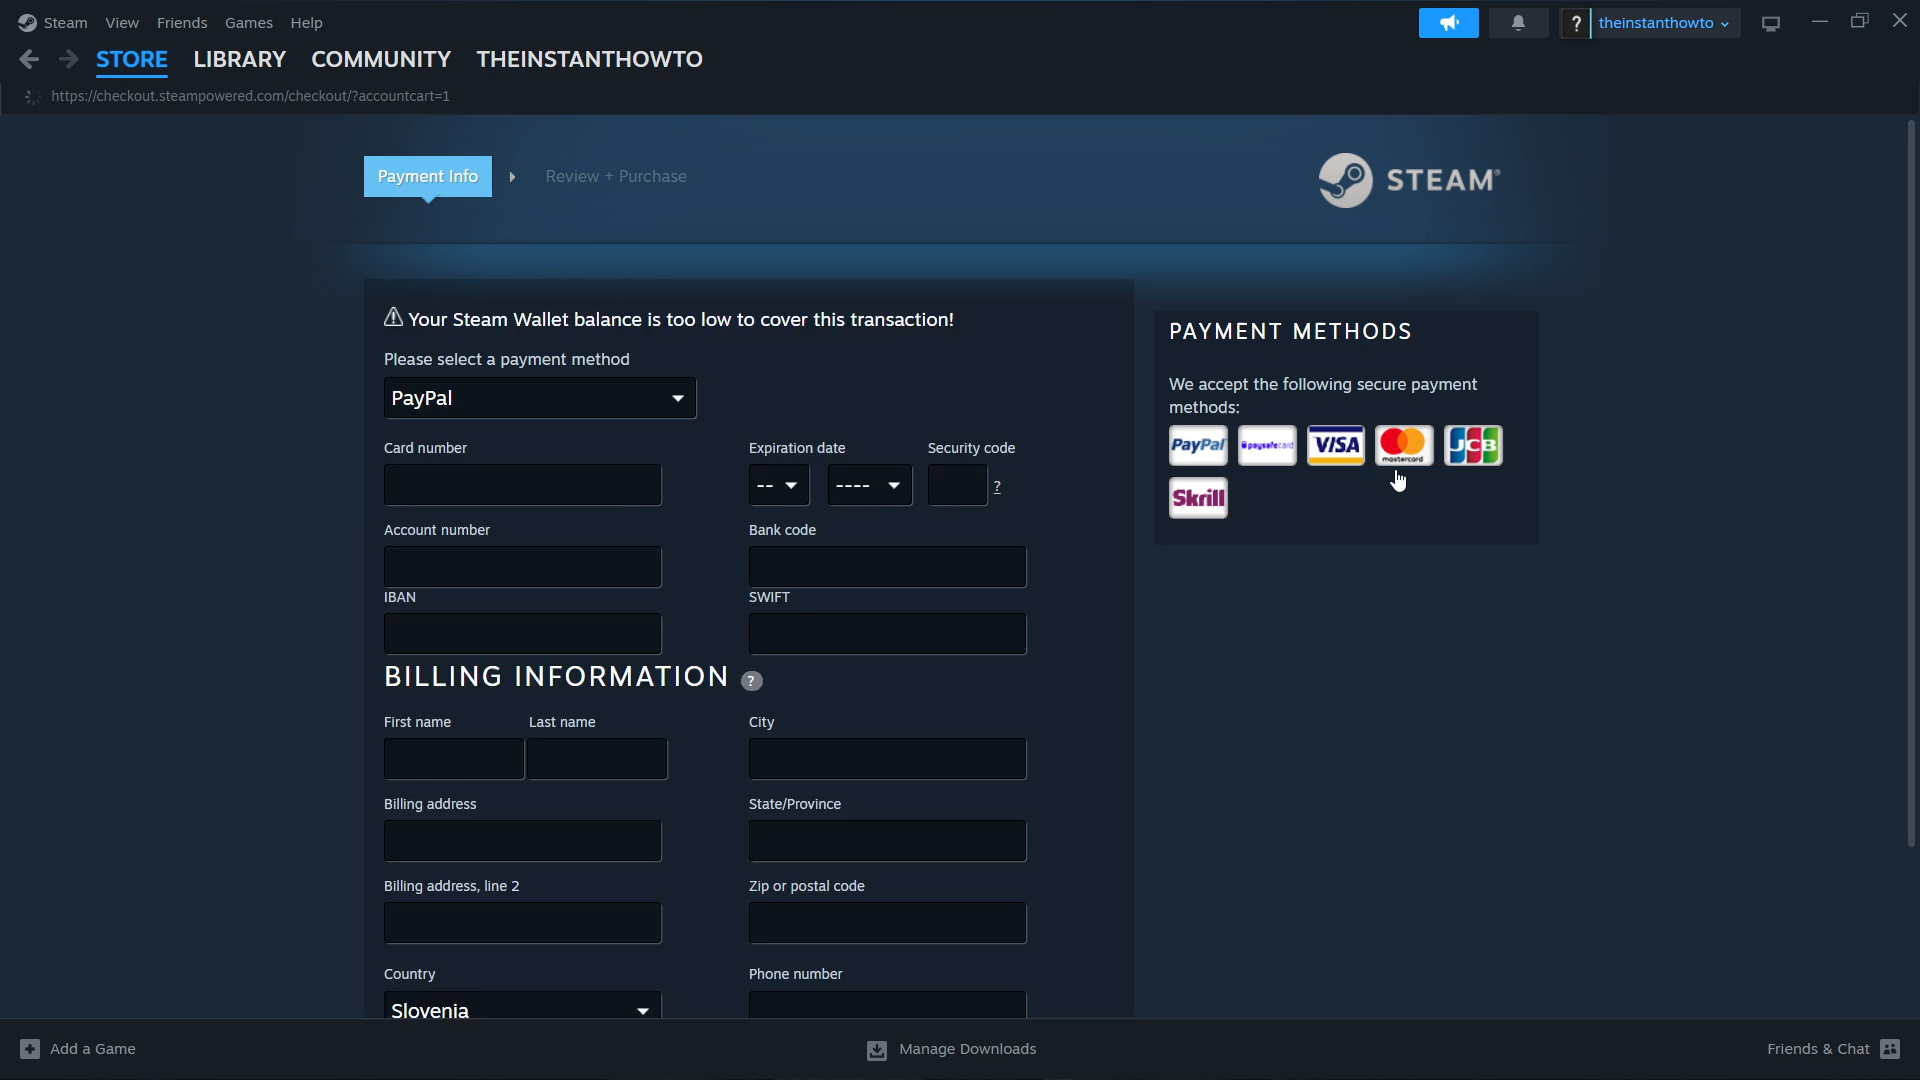 Steam View Friends Games Help
? theinstanthowto
STORE LIBRARY COMMUNITY THEINSTANTHOWTO
https://checkout.steampowered.com/checkout/?accountcart=1
Payment Info Review + Purchase
STEAM®
Your Steam Wallet balance is too low to cover this transaction!
Please select a payment method
PayPal
Card number Expiration date Security code
-- ---- ?
Account number Bank code
IBAN SWIFT
BILLING INFORMATION ?
First name Last name City
Billing address State/Province
Billing address, line 2 Zip or postal code
Country Phone number
Slovenia
PAYMENT METHODS
We accept the following secure payment
methods:
PayPal paysafecard VISA mastercard JCB
Skrill
Add a Game Manage Downloads Friends & Chat